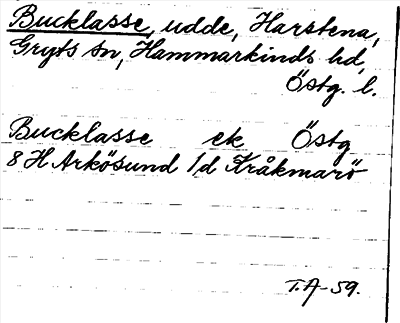 Bucklasse, udde, Harstena,
Gryts sn, Hammarkinds hd,
Östg. l.
Bucklasse ek Östg
8 H Arkösund 1d Kråkmarö
T.A-59.